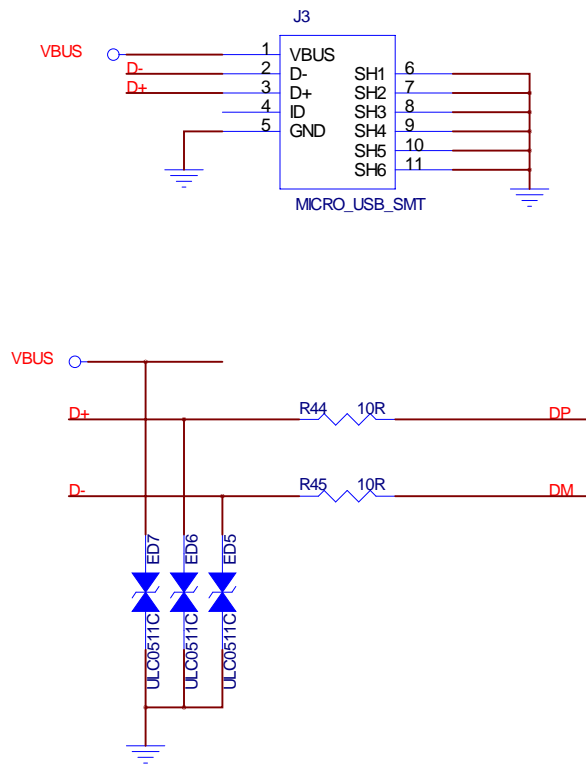 J3
VBUS
1 VBUS
D- 2 D- SH1 6
D+ 3 D+ SH2 7
4 ID SH3 8
5 GND SH4 9
SH5 10
SH6 11
MICRO_USB_SMT
VBUS
D+ R44 10R DP
D- R45 10R DM
ED7 ED6 ED5
ULC0511C ULC0511C ULC0511C